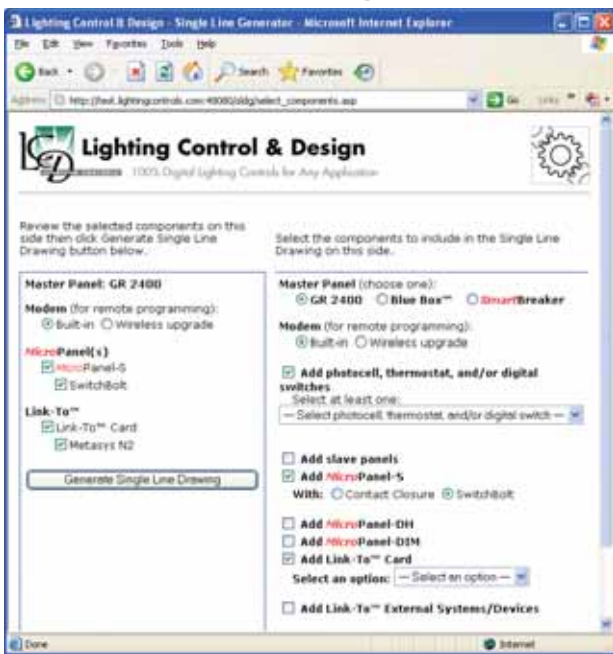 Lighting Control & Design - Single Line Generator - Microsoft Internet Explorer
File Edit View Favorites Tools Help
Back Search Favorites
Address Go Links
LCD Lighting Control & Design
100% Digital Lighting Controls for Any Application
Review the selected components on this
side then click Generate Single Line
Drawing button below.
Master Panel: GR 2400
Modem (for remote programming):
Built-in Wireless upgrade
MicroPanel(s)
MicroPanel-S
SwitchBolt
Link-To™
Link-To™ Card
Metasys N2
Generate Single Line Drawing
Select the components to include in the Single Line
Drawing on this side.
Master Panel (choose one):
GR 2400 Blue Box™ SmartBreaker
Modem (for remote programming):
Built-in Wireless upgrade
Add photocell, thermostat, and/or digital
switches
Select at least one:
-- Select photocell, thermostat, and/or digital switch --
Add slave panels
Add MicroPanel-S
With: Contact Closure SwitchBolt
Add MicroPanel-DH
Add MicroPanel-DIM
Add Link-To™ Card
Select an option: -- Select an option --
Add Link-To™ External Systems/Devices
Done Internet